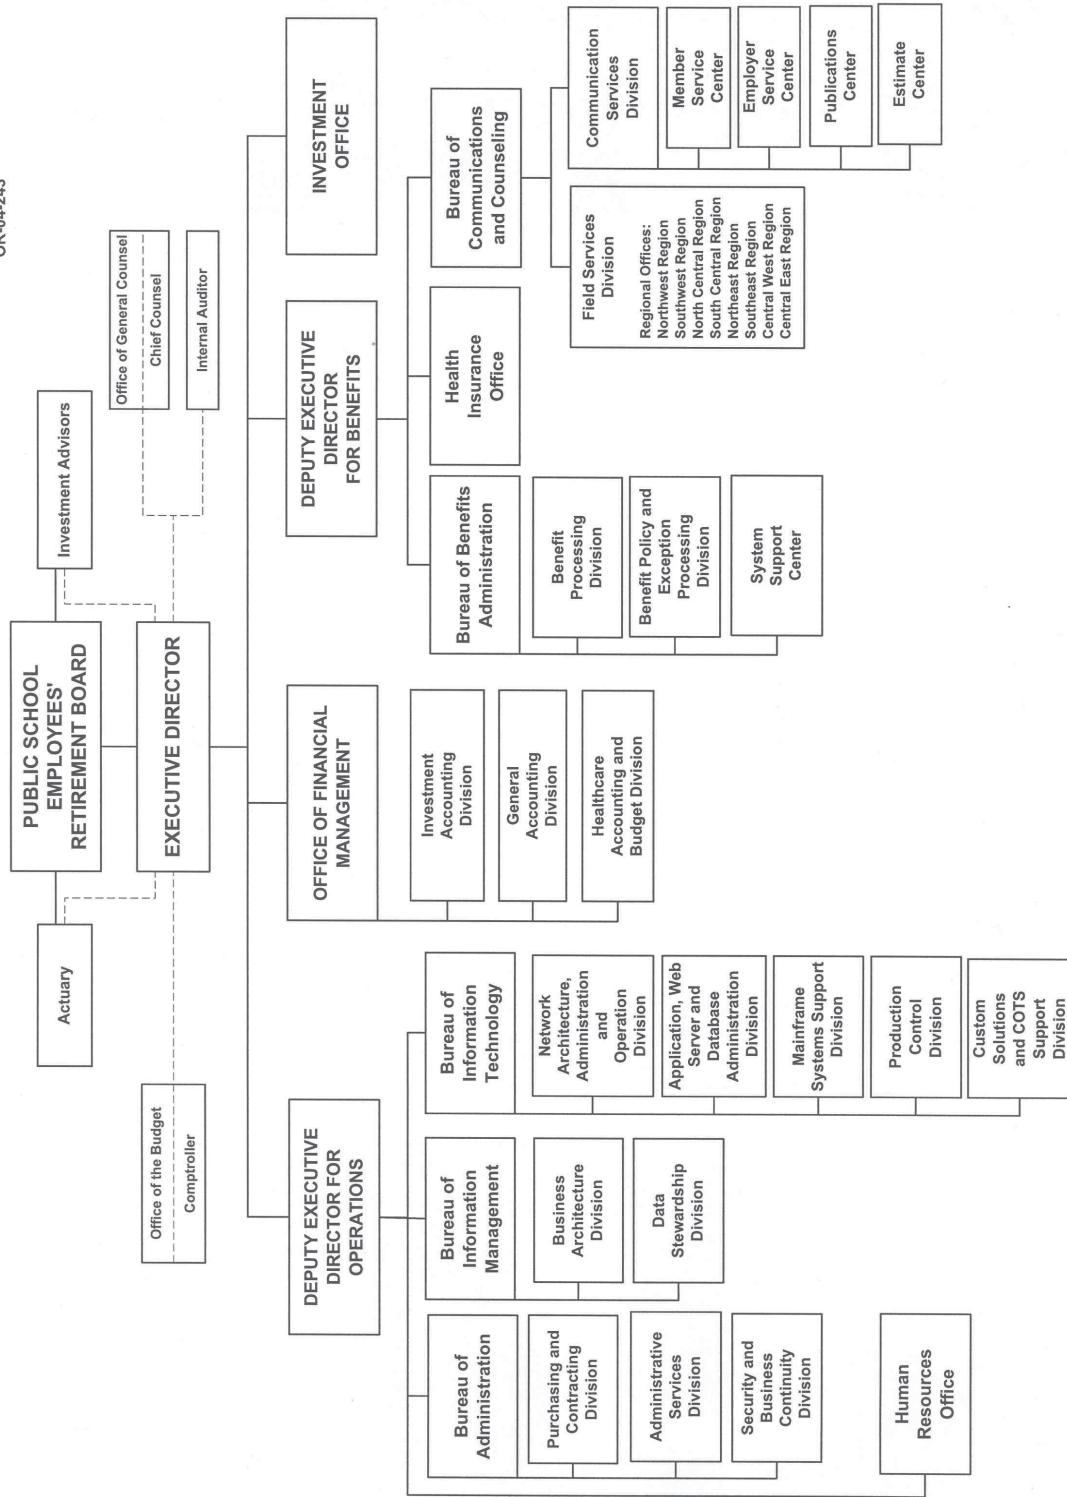 PUBLIC SCHOOL
EMPLOYEES'
RETIREMENT BOARD
Actuary
Investment Advisors
EXECUTIVE DIRECTOR
Office of the Budget
Comptroller
Office of General Counsel
Chief Counsel
Internal Auditor
DEPUTY EXECUTIVE
DIRECTOR FOR
OPERATIONS
OFFICE OF FINANCIAL
MANAGEMENT
DEPUTY EXECUTIVE
DIRECTOR
FOR BENEFITS
INVESTMENT
OFFICE
Bureau of
Administration
Purchasing and
Contracting
Division
Administrative
Services
Division
Security and
Business
Continuity
Division
Human
Resources
Office
Bureau of
Information
Management
Business
Architecture
Division
Data
Stewardship
Division
Bureau of
Information
Technology
Network
Architecture,
Administration
and
Operation
Division
Application, Web
Server and
Database
Administration
Division
Mainframe
Systems Support
Division
Production
Control
Division
Custom
Solutions
and COTS
Support
Division
Investment
Accounting
Division
General
Accounting
Division
Healthcare
Accounting and
Budget Division
Bureau of Benefits
Administration
Benefit
Processing
Division
Benefit Policy and
Exception
Processing
Division
System
Support
Center
Health
Insurance
Office
Bureau of
Communications
and Counseling
Field Services
Division
Regional Offices:
Northwest Region
Southwest Region
North Central Region
South Central Region
Northeast Region
Southeast Region
Central West Region
Central East Region
Communication
Services
Division
Member
Service
Center
Employer
Service
Center
Publications
Center
Estimate
Center